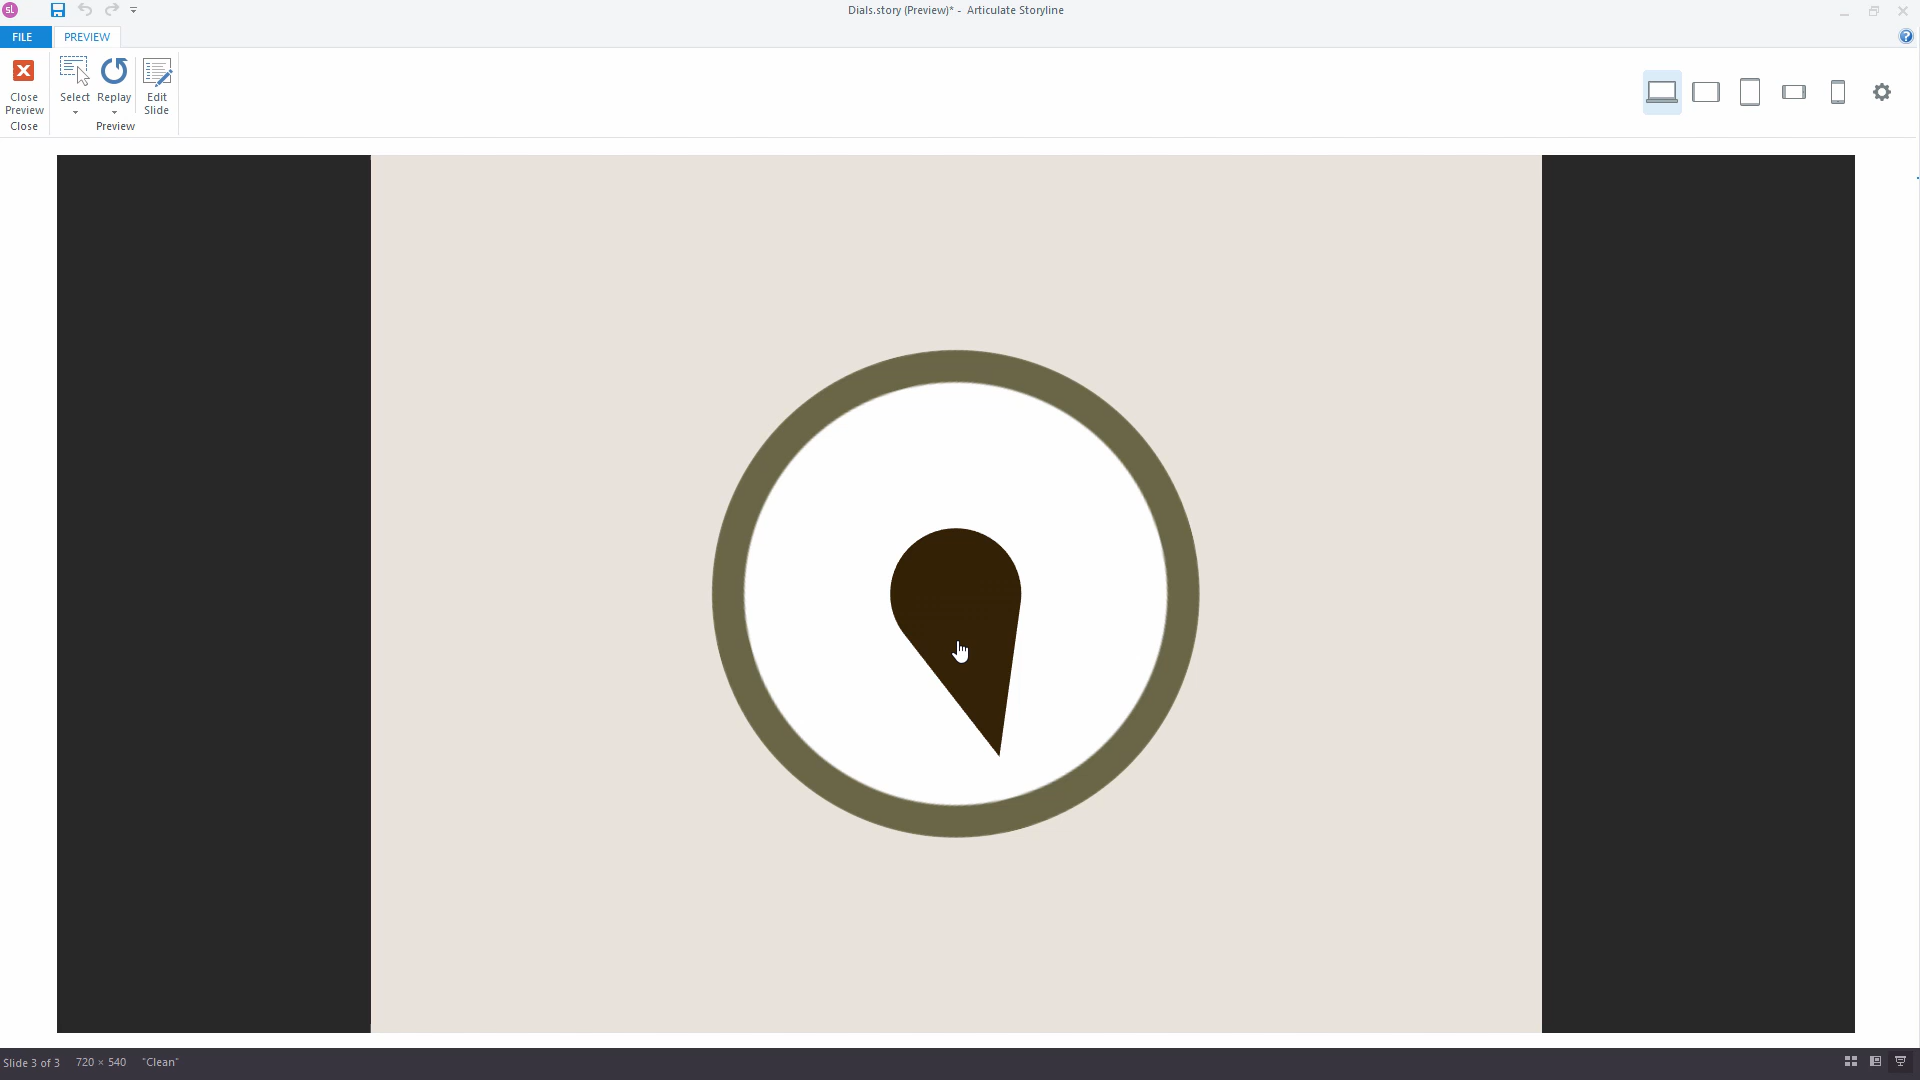 sL
Dials.story (Preview)* - Articulate Storyline
FILE
PREVIEW
?
Close Preview
Select
Replay
Edit Slide
Close
Preview
Slide 3 of 3
720 × 540
"Clean"